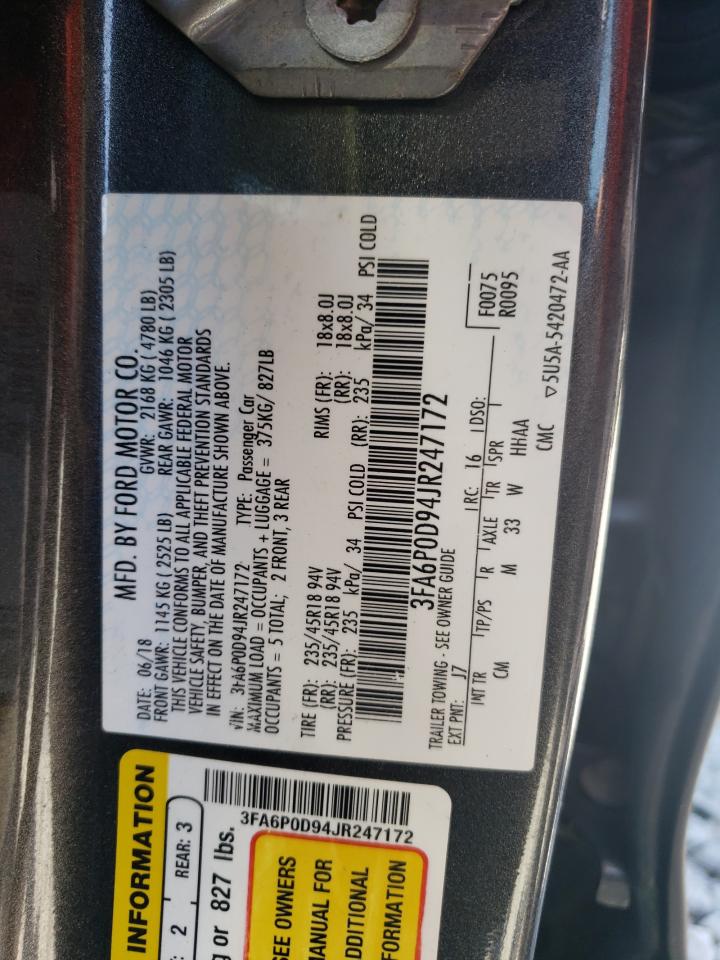 MFD. BY FORD MOTOR CO.
DATE: 06/18 GVWR: 2168 KG ( 4780 LB)
FRONT GAWR: 1145 KG ( 2525 LB) REAR GAWR: 1046 KG ( 2305 LB)
THIS VEHICLE CONFORMS TO ALL APPLICABLE FEDERAL MOTOR
VEHICLE SAFETY, BUMPER, AND THEFT PREVENTION STANDARDS
IN EFFECT ON THE DATE OF MANUFACTURE SHOWN ABOVE.
VIN: 3FA6P0D94JR247172 TYPE: Passenger Car
MAXIMUM LOAD = OCCUPANTS + LUGGAGE = 375KG/ 827LB
OCCUPANTS = 5 TOTAL; 2 FRONT, 3 REAR
TIRE (FR): 235/45R18 94V RIMS (FR): 18x8.0J
(RR): 235/45R18 94V (RR): 18x8.0J
PRESSURE (FR): 235 kPa/ 34 PSI COLD (RR): 235 kPa/ 34 PSI COLD
3FA6P0D94JR247172
TRAILER TOWING - SEE OWNER GUIDE
EXT PNT: J7 RC: 16 DSO: F0075
R0095
INT TR TP/PS R AXLE TR SPR
CM M 33 W HHAA
CMC ▽5U5A-5420472-AA
INFORMATION
: 2 REAR: 3
g or 827 lbs.
3FA6P0D94JR247172
SEE OWNERS
MANUAL FOR
ADDITIONAL
INFORMATION